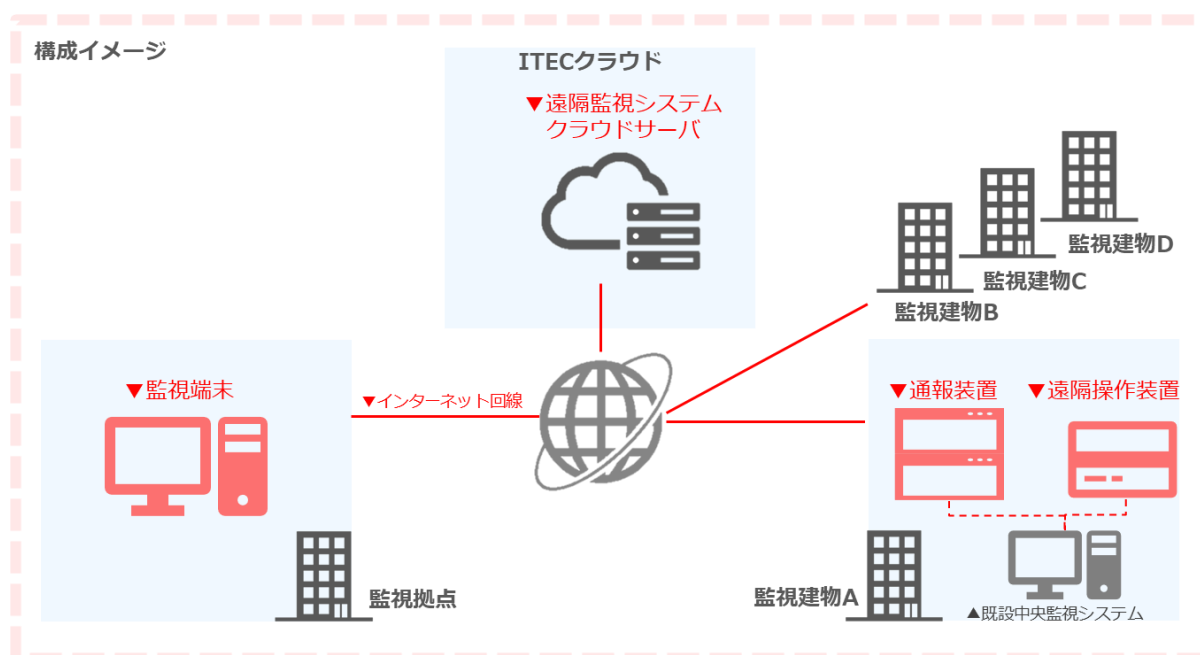 構成イメージ
ITECクラウド
▼遠隔監視システム
クラウドサーバ
監視建物D
監視建物C
監視建物B
▼監視端末
▼インターネット回線
▼通報装置
▼遠隔操作装置
監視拠点
監視建物A
▲既設中央監視システム